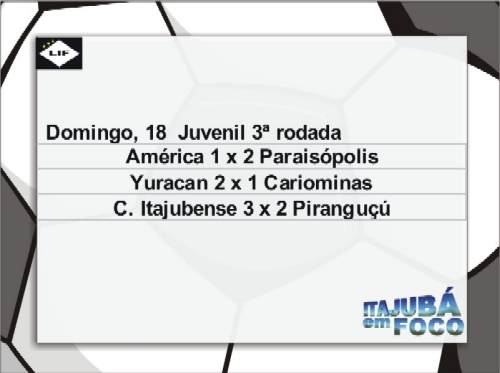 LIF
Domingo, 18 Juvenil 3ª rodada
América 1 x 2 Paraisópolis
Yuracan 2 x 1 Cariominas
C. Itajubense 3 x 2 Piranguçú
ITAJUBÁ
em FOCO